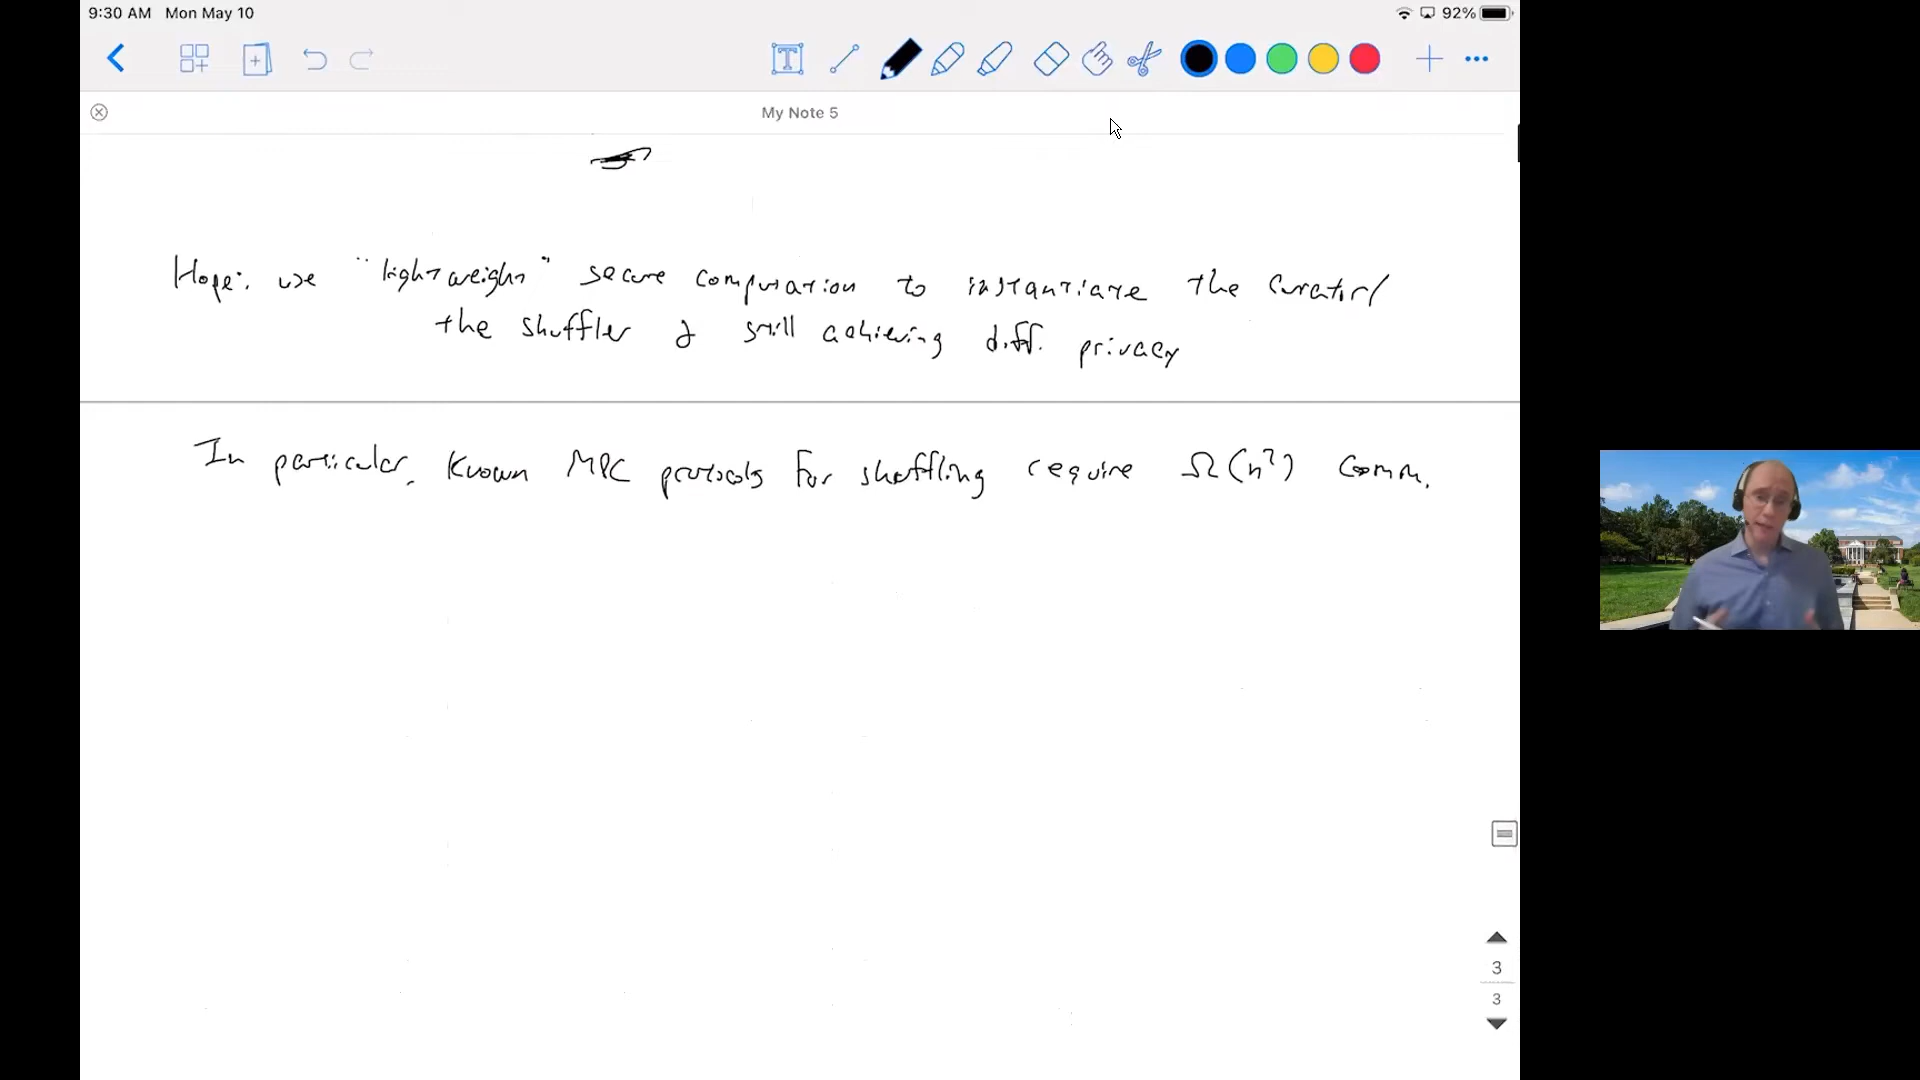 9:30 AM Mon May 10 92%
My Note 5
Hope: use "lightweight" secure computation to instantiate the curator/
the shuffler & still achieving diff. privacy
In particular, known MPC protocols for shuffling require Ω(n²) comm.
3
3